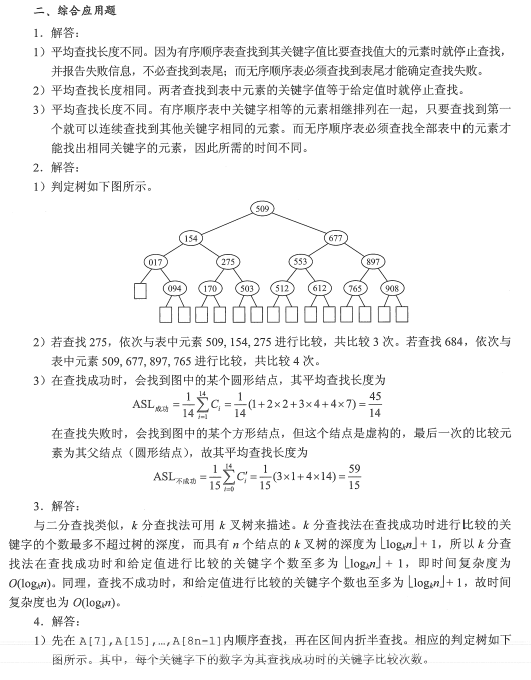 二、综合应用题
1. 解答：
1）平均查找长度不同。因为有序顺序表查找到其关键字值比要查找值大的元素时就停止查找，
并报告失败信息，不必查找到表尾；而无序顺序表必须查找到表尾才能确定查找失败。
2）平均查找长度相同。两者查找到表中元素的关键字值等于给定值时就停止查找。
3）平均查找长度不同。有序顺序表中关键字相等的元素相继排列在一起，只要查找到第一
个就可以连续查找到其他关键字相同的元素。而无序顺序表必须查找全部表中的元素才
能找出相同关键字的元素，因此所需的时间不同。
2. 解答：
1）判定树如下图所示。
509
154 677
017 275 553 897
094 170 503 512 612 765 908
2）若查找 275，依次与表中元素 509, 154, 275 进行比较，共比较 3 次。若查找 684，依次与
表中元素 509, 677, 897, 765 进行比较，共比较 4 次。
3）在查找成功时，会找到图中的某个圆形结点，其平均查找长度为
ASL成功 = 1/14 ∑(i=1..14) Cᵢ = 1/14 (1+2×2+3×4+4×7) = 45/14
在查找失败时，会找到图中的某个方形结点，但这个结点是虚构的，最后一次的比较元
素为其父结点（圆形结点），故其平均查找长度为
ASL不成功 = 1/15 ∑(i=0..14) C′ᵢ = 1/15 (3×1+4×14) = 59/15
3. 解答：
与二分查找类似，k 分查找法可用 k 叉树来描述。k 分查找法在查找成功时进行比较的关
键字的个数最多不超过树的深度，而具有 n 个结点的 k 叉树的深度为 ⌊logₖn⌋ + 1，所以 k 分查
找法在查找成功时和给定值进行比较的关键字个数至多为 ⌊logₖn⌋ + 1，即时间复杂度为
O(logₖn)。同理，查找不成功时，和给定值进行比较的关键字个数也至多为 ⌊logₖn⌋ + 1，故时间
复杂度也为 O(logₖn)。
4. 解答：
1）先在 A[7],A[15],…,A[8n-1]内顺序查找，再在区间内折半查找。相应的判定树如下
图所示。其中，每个关键字下的数字为其查找成功时的关键字比较次数。